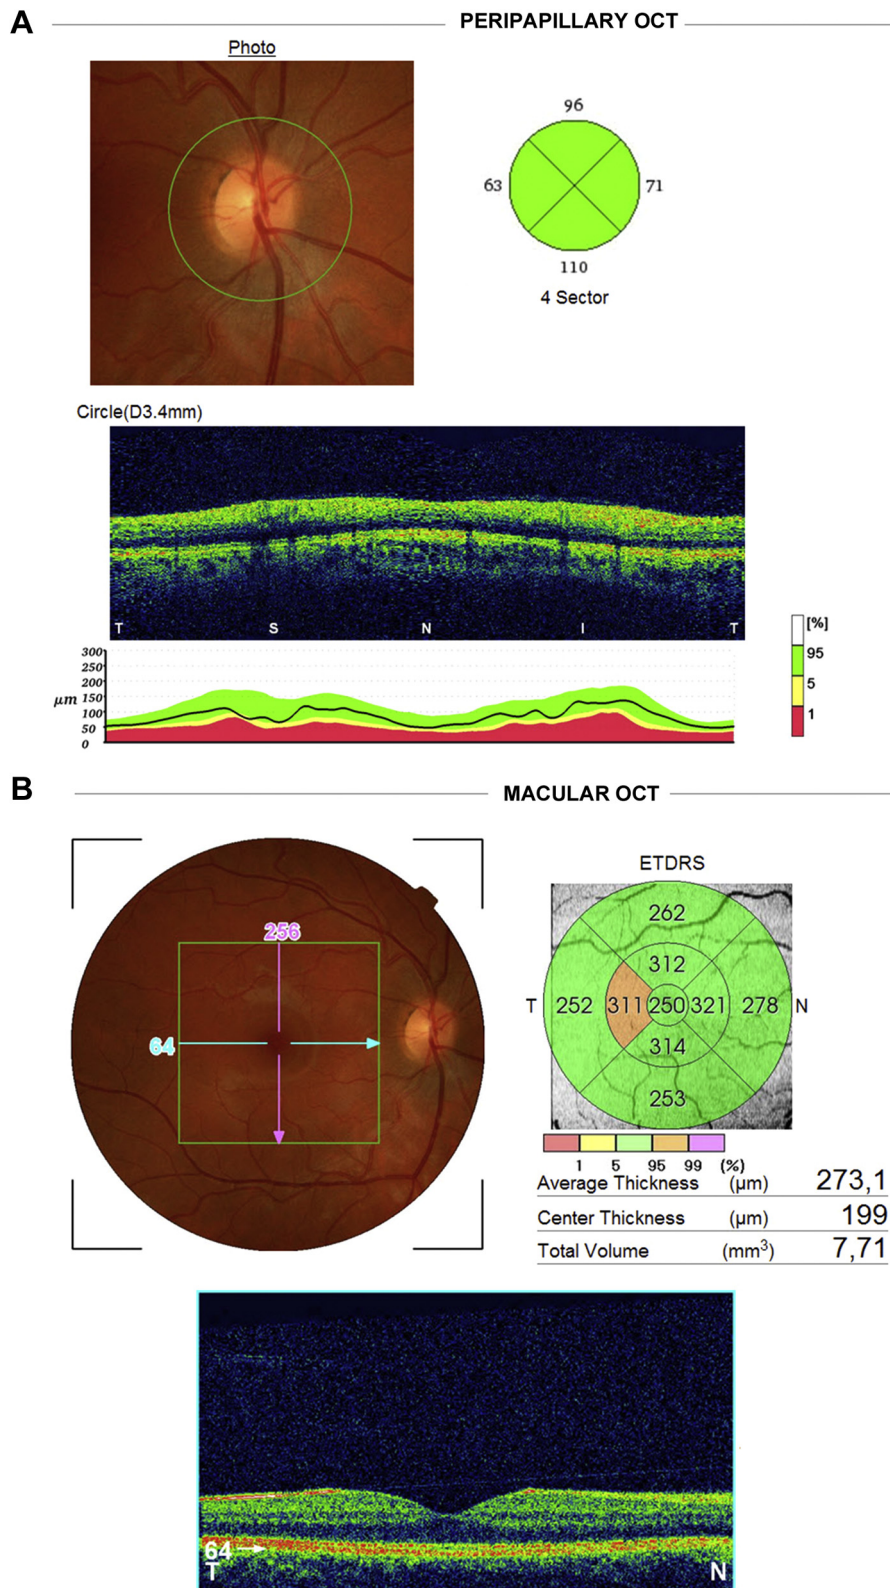 A
PERIPAPILLARY OCT
Photo
96
63
71
110
4 Sector
Circle(D3.4mm)
T S N I T
[%]
95
5
1
300
250
200
150
100
50
0
μm
B
MACULAR OCT
256
64
ETDRS
262
312
T 252 311 250 321 278 N
314
253
1 5 95 99 (%)
Average Thickness (μm) 273,1
Center Thickness (μm) 199
Total Volume (mm³) 7,71
64
T N